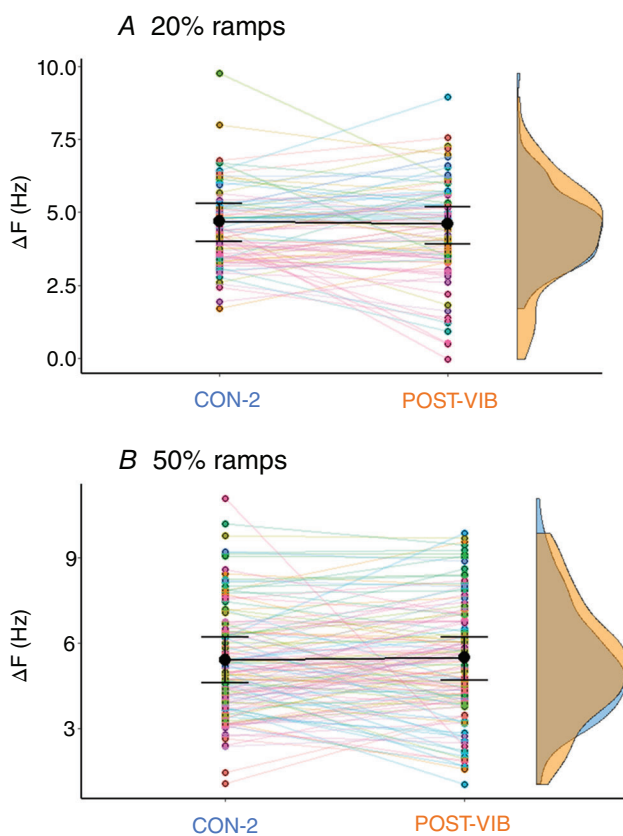 A 20% ramps
10.0
7.5
5.0
2.5
0.0
ΔF (Hz)
CON-2 POST-VIB
B 50% ramps
9
6
3
ΔF (Hz)
CON-2 POST-VIB